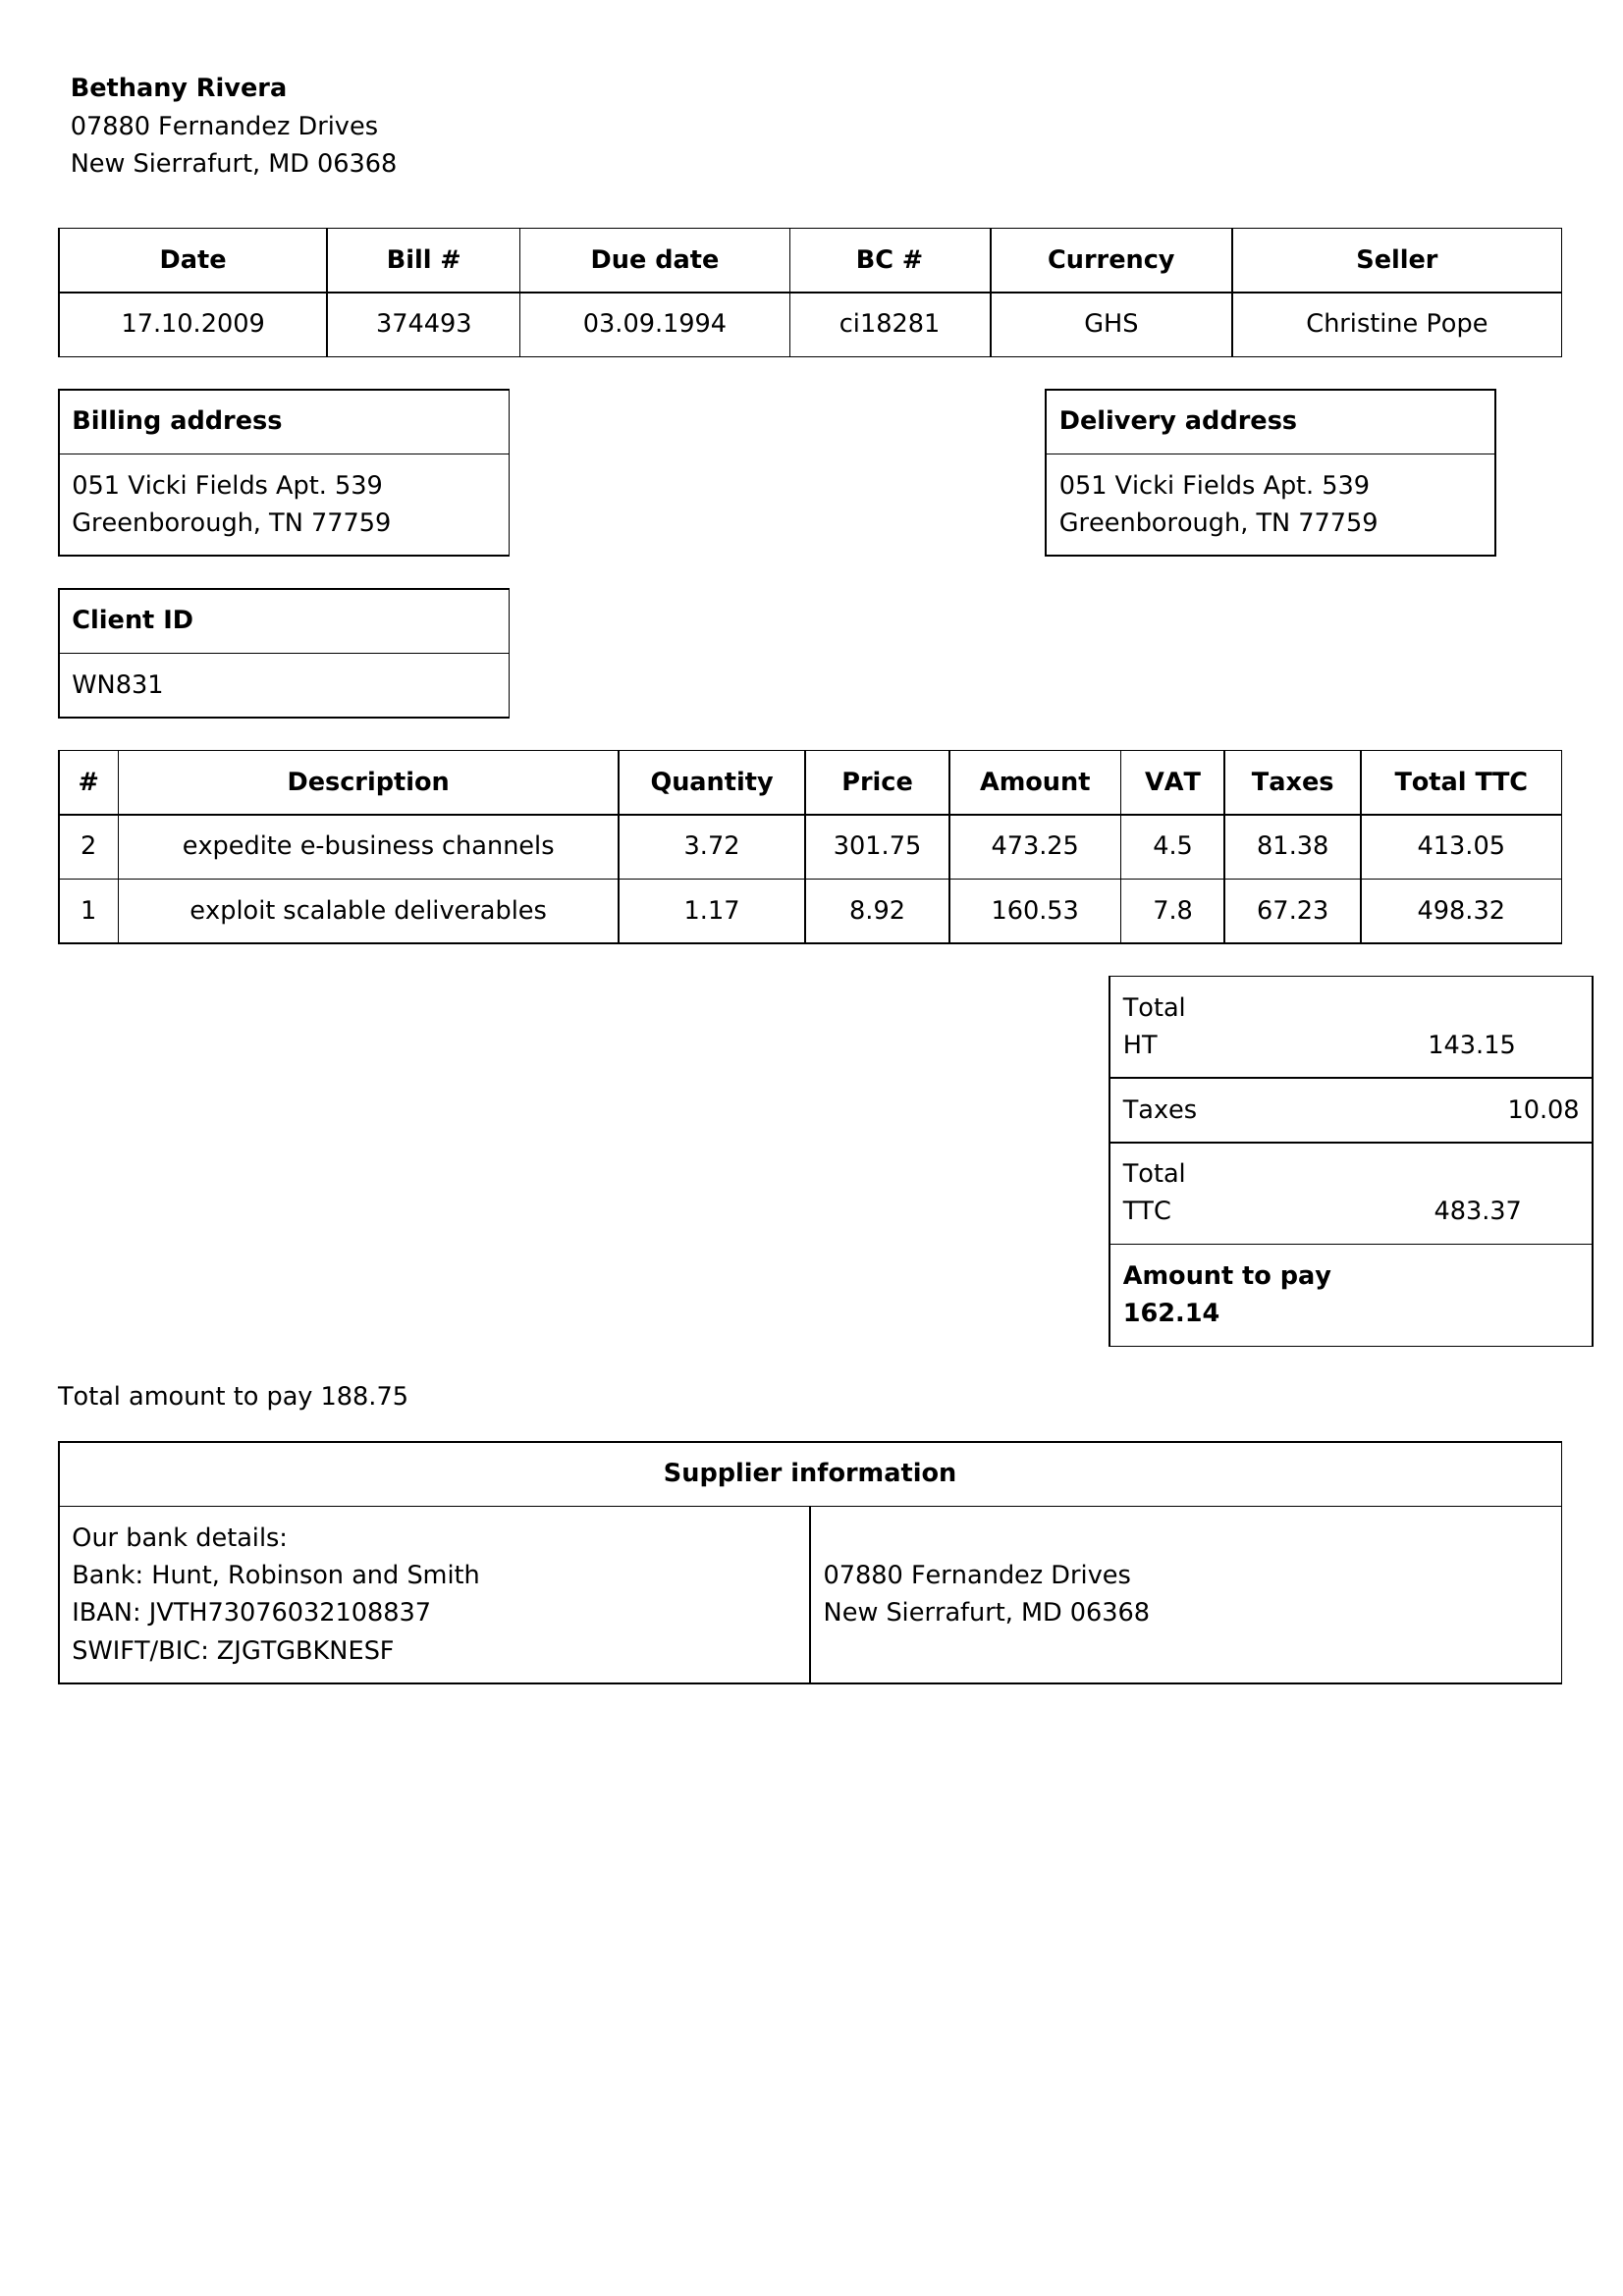 Bethany Rivera
07880 Fernandez Drives
New Sierrafurt, MD 06368
Date Bill # Due date BC # Currency Seller
17.10.2009 374493 03.09.1994 ci18281 GHS Christine Pope
Billing address
051 Vicki Fields Apt. 539
Greenborough, TN 77759
Delivery address
051 Vicki Fields Apt. 539
Greenborough, TN 77759
Client ID
WN831
# Description Quantity Price Amount VAT Taxes Total TTC
2 expedite e-business channels 3.72 301.75 473.25 4.5 81.38 413.05
1 exploit scalable deliverables 1.17 8.92 160.53 7.8 67.23 498.32
Total
HT 143.15
Taxes 10.08
Total
TTC 483.37
Amount to pay
162.14
Total amount to pay 188.75
Supplier information
Our bank details:
Bank: Hunt, Robinson and Smith
IBAN: JVTH73076032108837
SWIFT/BIC: ZJGTGBKNESF
07880 Fernandez Drives
New Sierrafurt, MD 06368